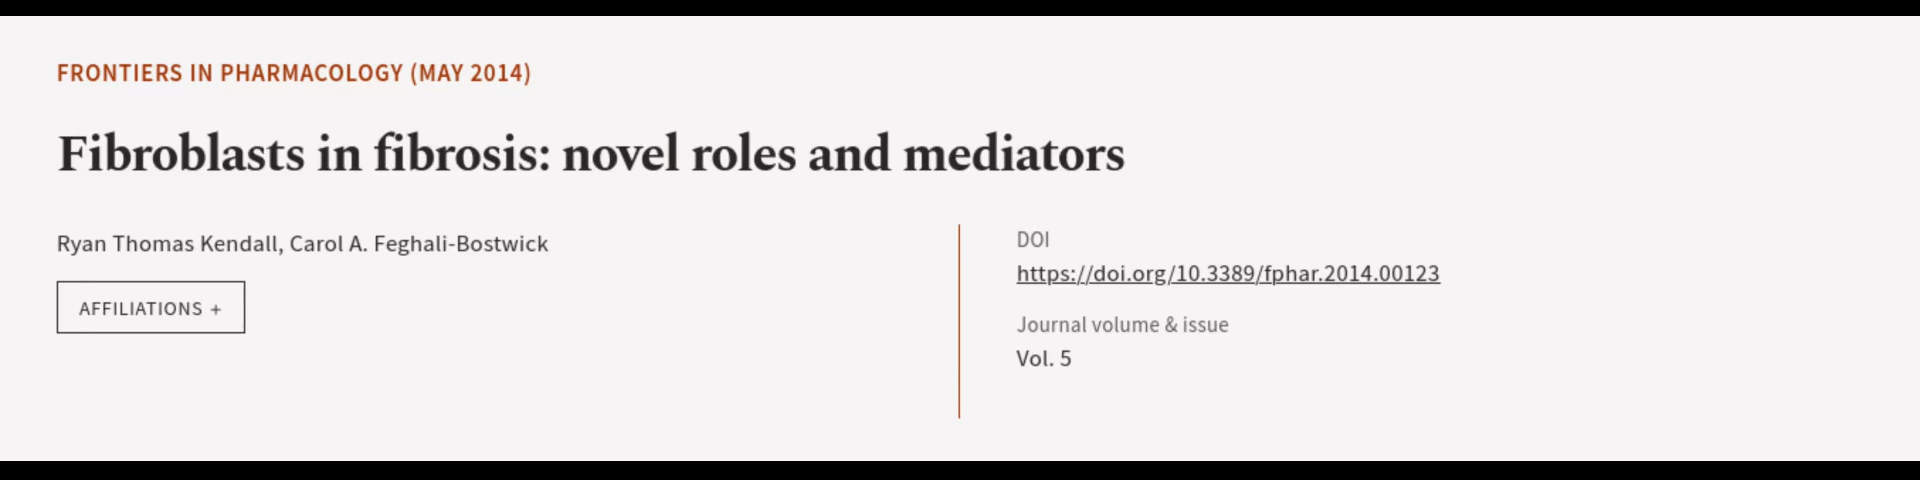 FRONTIERS IN PHARMACOLOGY (MAY 2014)
Fibroblasts in fibrosis: novel roles and mediators
Ryan Thomas Kendall, Carol A. Feghali-Bostwick
AFFILIATIONS +
DOI
https://doi.org/10.3389/fphar.2014.00123
Journal volume & issue
Vol. 5